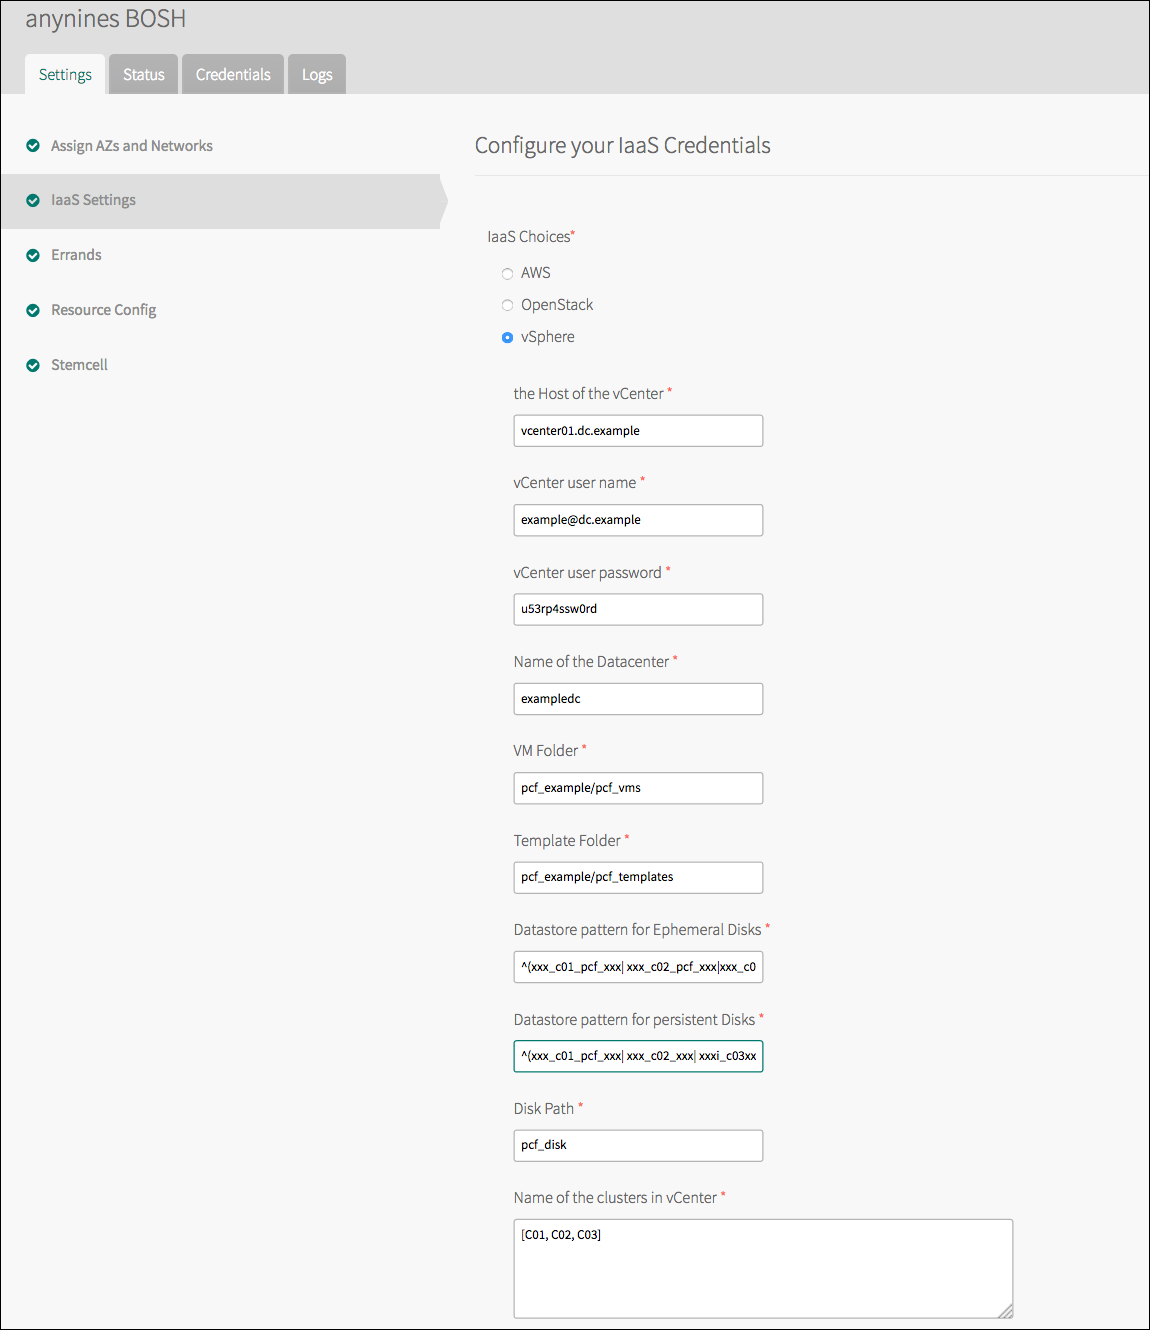 anynines BOSH
Settings
Status
Credentials
Logs
Assign AZs and Networks
IaaS Settings
Errands
Resource Config
Stemcell
Configure your IaaS Credentials
IaaS Choices*
AWS
OpenStack
vSphere
the Host of the vCenter *
vcenter01.dc.example
vCenter user name *
example@dc.example
vCenter user password *
u53rp4ssw0rd
Name of the Datacenter *
exampledc
VM Folder *
pcf_example/pcf_vms
Template Folder *
pcf_example/pcf_templates
Datastore pattern for Ephemeral Disks *
^(xxx_c01_pcf_xxx| xxx_c02_pcf_xxx|xxx_c0
Datastore pattern for persistent Disks *
^(xxx_c01_pcf_xxx| xxx_c02_xxx| xxxi_c03xx
Disk Path *
pcf_disk
Name of the clusters in vCenter *
[C01, C02, C03]